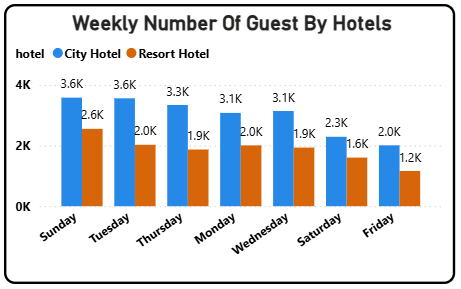 Weekly Number Of Guest By Hotels
hotel City Hotel Resort Hotel
4K
2K
0K
3.6K 2.6K
3.6K 2.0K
3.3K 1.9K
3.1K 2.0K
3.1K 1.9K
2.3K 1.6K
2.0K 1.2K
Sunday
Tuesday
Thursday
Monday
Wednesday
Saturday
Friday